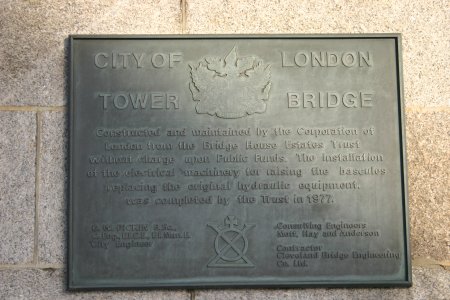 CITY OF LONDON
TOWER BRIDGE
Constructed and maintained by the Corporation of
London from the Bridge House Estates Trust
without charge upon Public Funds. The installation
of the electrical machinery for raising the bascules
replacing the original hydraulic equipment,
was completed by the Trust in 1977.
City Engineer
Consulting Engineers
Mott, Hay and Anderson
Contractor
Cleveland Bridge Engineering
Co. Ltd.